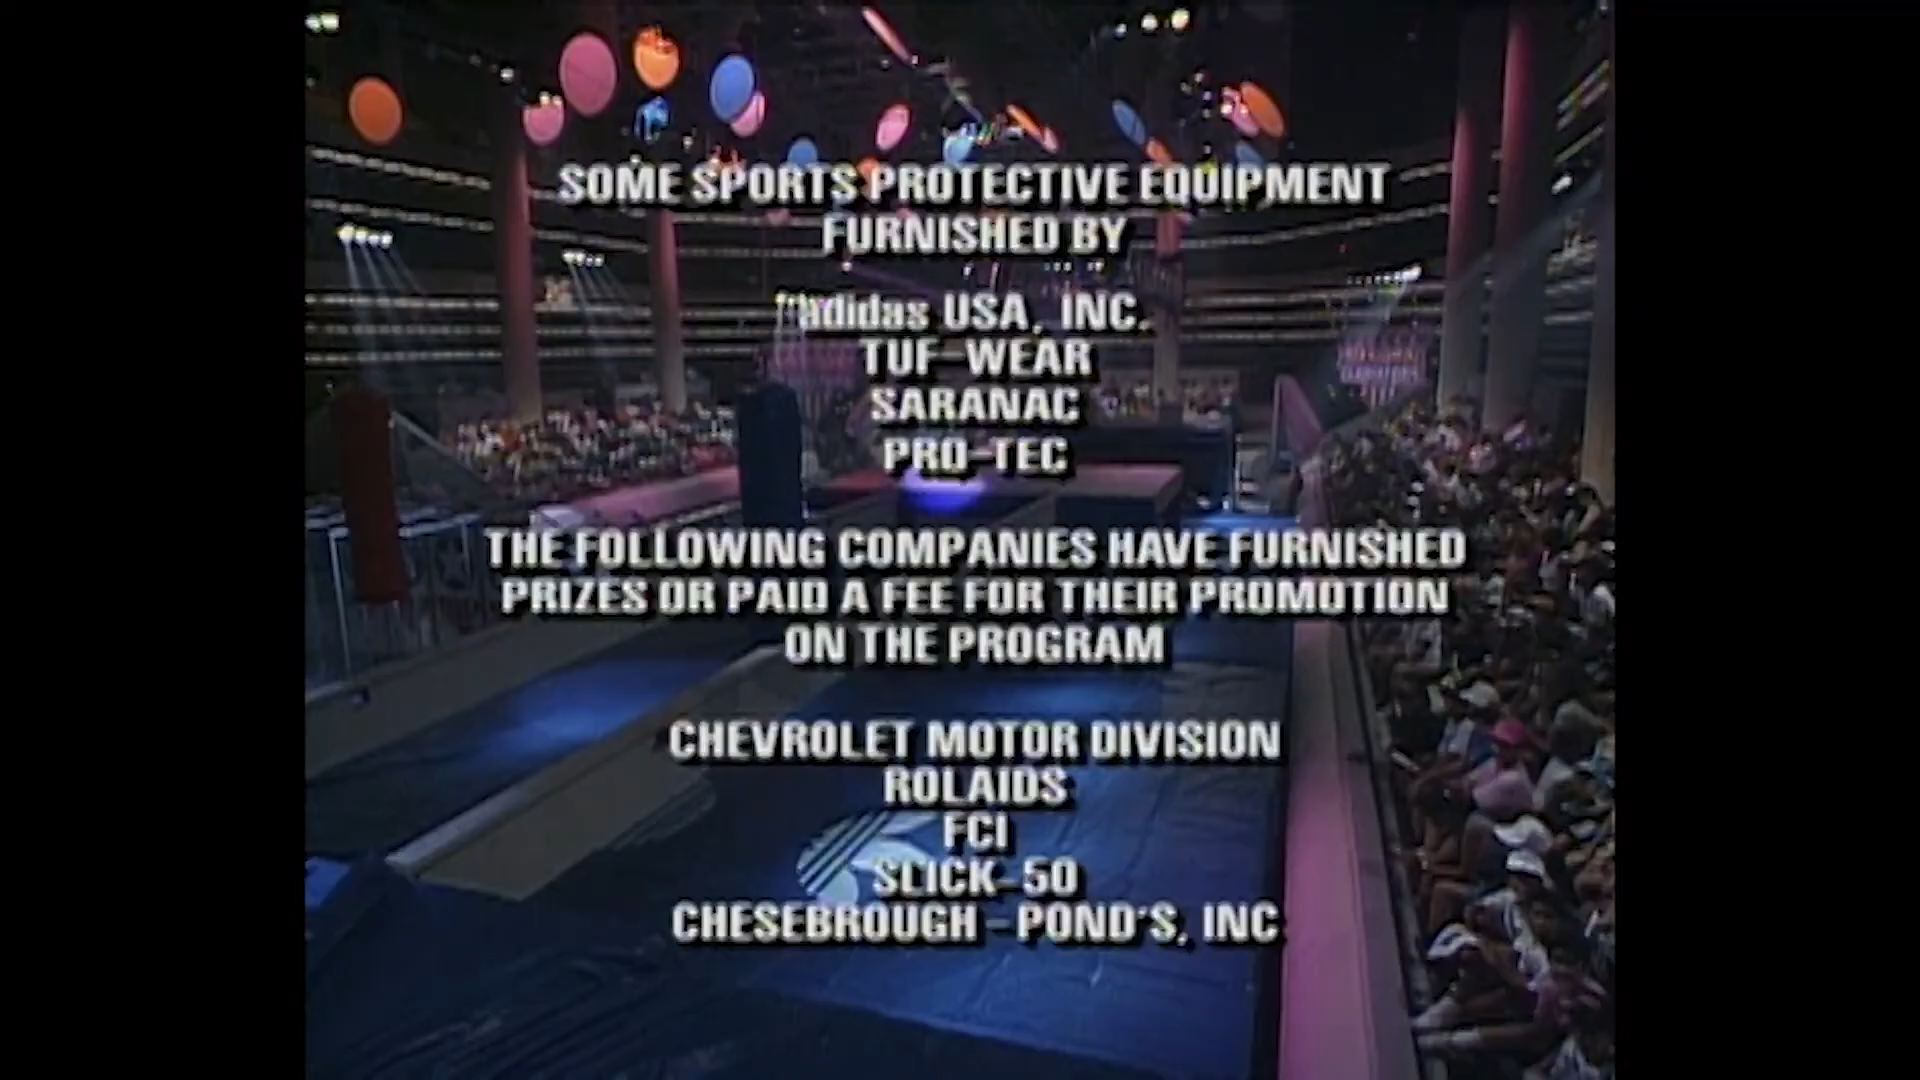 SOME SPORTS PROTECTIVE EQUIPMENT
FURNISHED BY
adidas USA, INC.
TUF-WEAR
SARANAC
PRO-TEC
THE FOLLOWING COMPANIES HAVE FURNISHED
PRIZES OR PAID A FEE FOR THEIR PROMOTION
ON THE PROGRAM
CHEVROLET MOTOR DIVISION
ROLAIDS
FCI
SLICK-50
CHESEBROUGH-POND'S, INC